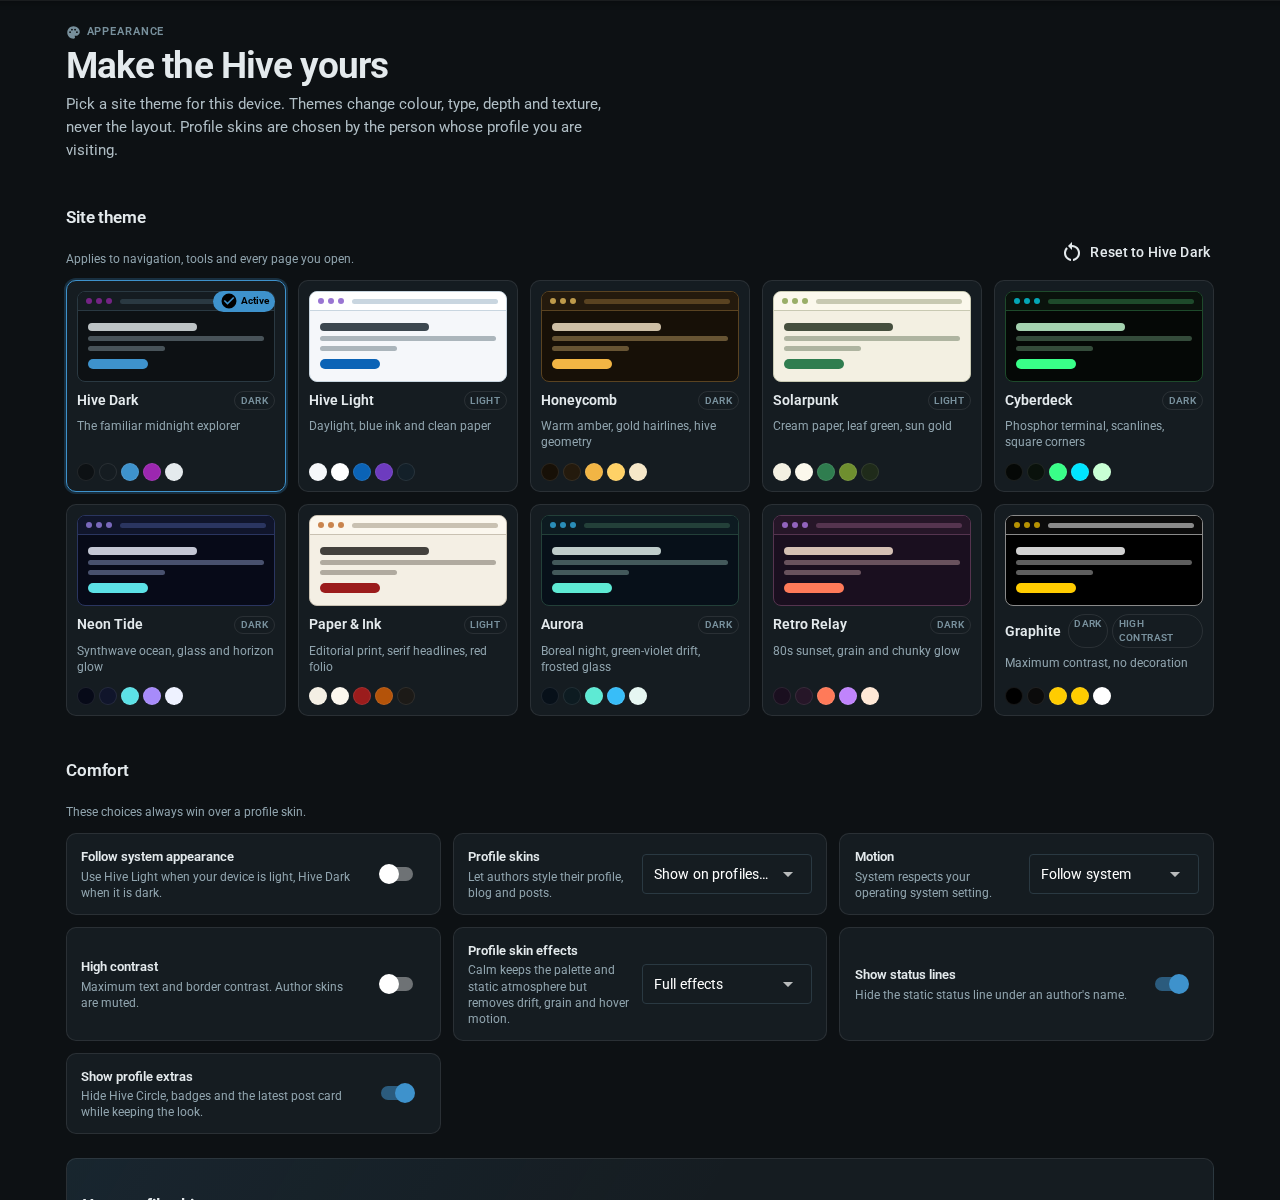 APPEARANCE
Make the Hive yours
Pick a site theme for this device. Themes change colour, type, depth and texture,
never the layout. Profile skins are chosen by the person whose profile you are
visiting.
Site theme
Applies to navigation, tools and every page you open.
Reset to Hive Dark
Active
Hive Dark
DARK
The familiar midnight explorer
Hive Light
LIGHT
Daylight, blue ink and clean paper
Honeycomb
DARK
Warm amber, gold hairlines, hive
geometry
Solarpunk
LIGHT
Cream paper, leaf green, sun gold
Cyberdeck
DARK
Phosphor terminal, scanlines,
square corners
Neon Tide
DARK
Synthwave ocean, glass and horizon
glow
Paper & Ink
LIGHT
Editorial print, serif headlines, red
folio
Aurora
DARK
Boreal night, green-violet drift,
frosted glass
Retro Relay
DARK
80s sunset, grain and chunky glow
Graphite
DARK
HIGH
CONTRAST
Maximum contrast, no decoration
Comfort
These choices always win over a profile skin.
Follow system appearance
Use Hive Light when your device is light, Hive Dark
when it is dark.
Profile skins
Let authors style their profile,
blog and posts.
Show on profiles...
Motion
System respects your
operating system setting.
Follow system
High contrast
Maximum text and border contrast. Author skins
are muted.
Profile skin effects
Calm keeps the palette and
static atmosphere but
removes drift, grain and hover
motion.
Full effects
Show status lines
Hide the static status line under an author's name.
Show profile extras
Hide Hive Circle, badges and the latest post card
while keeping the look.